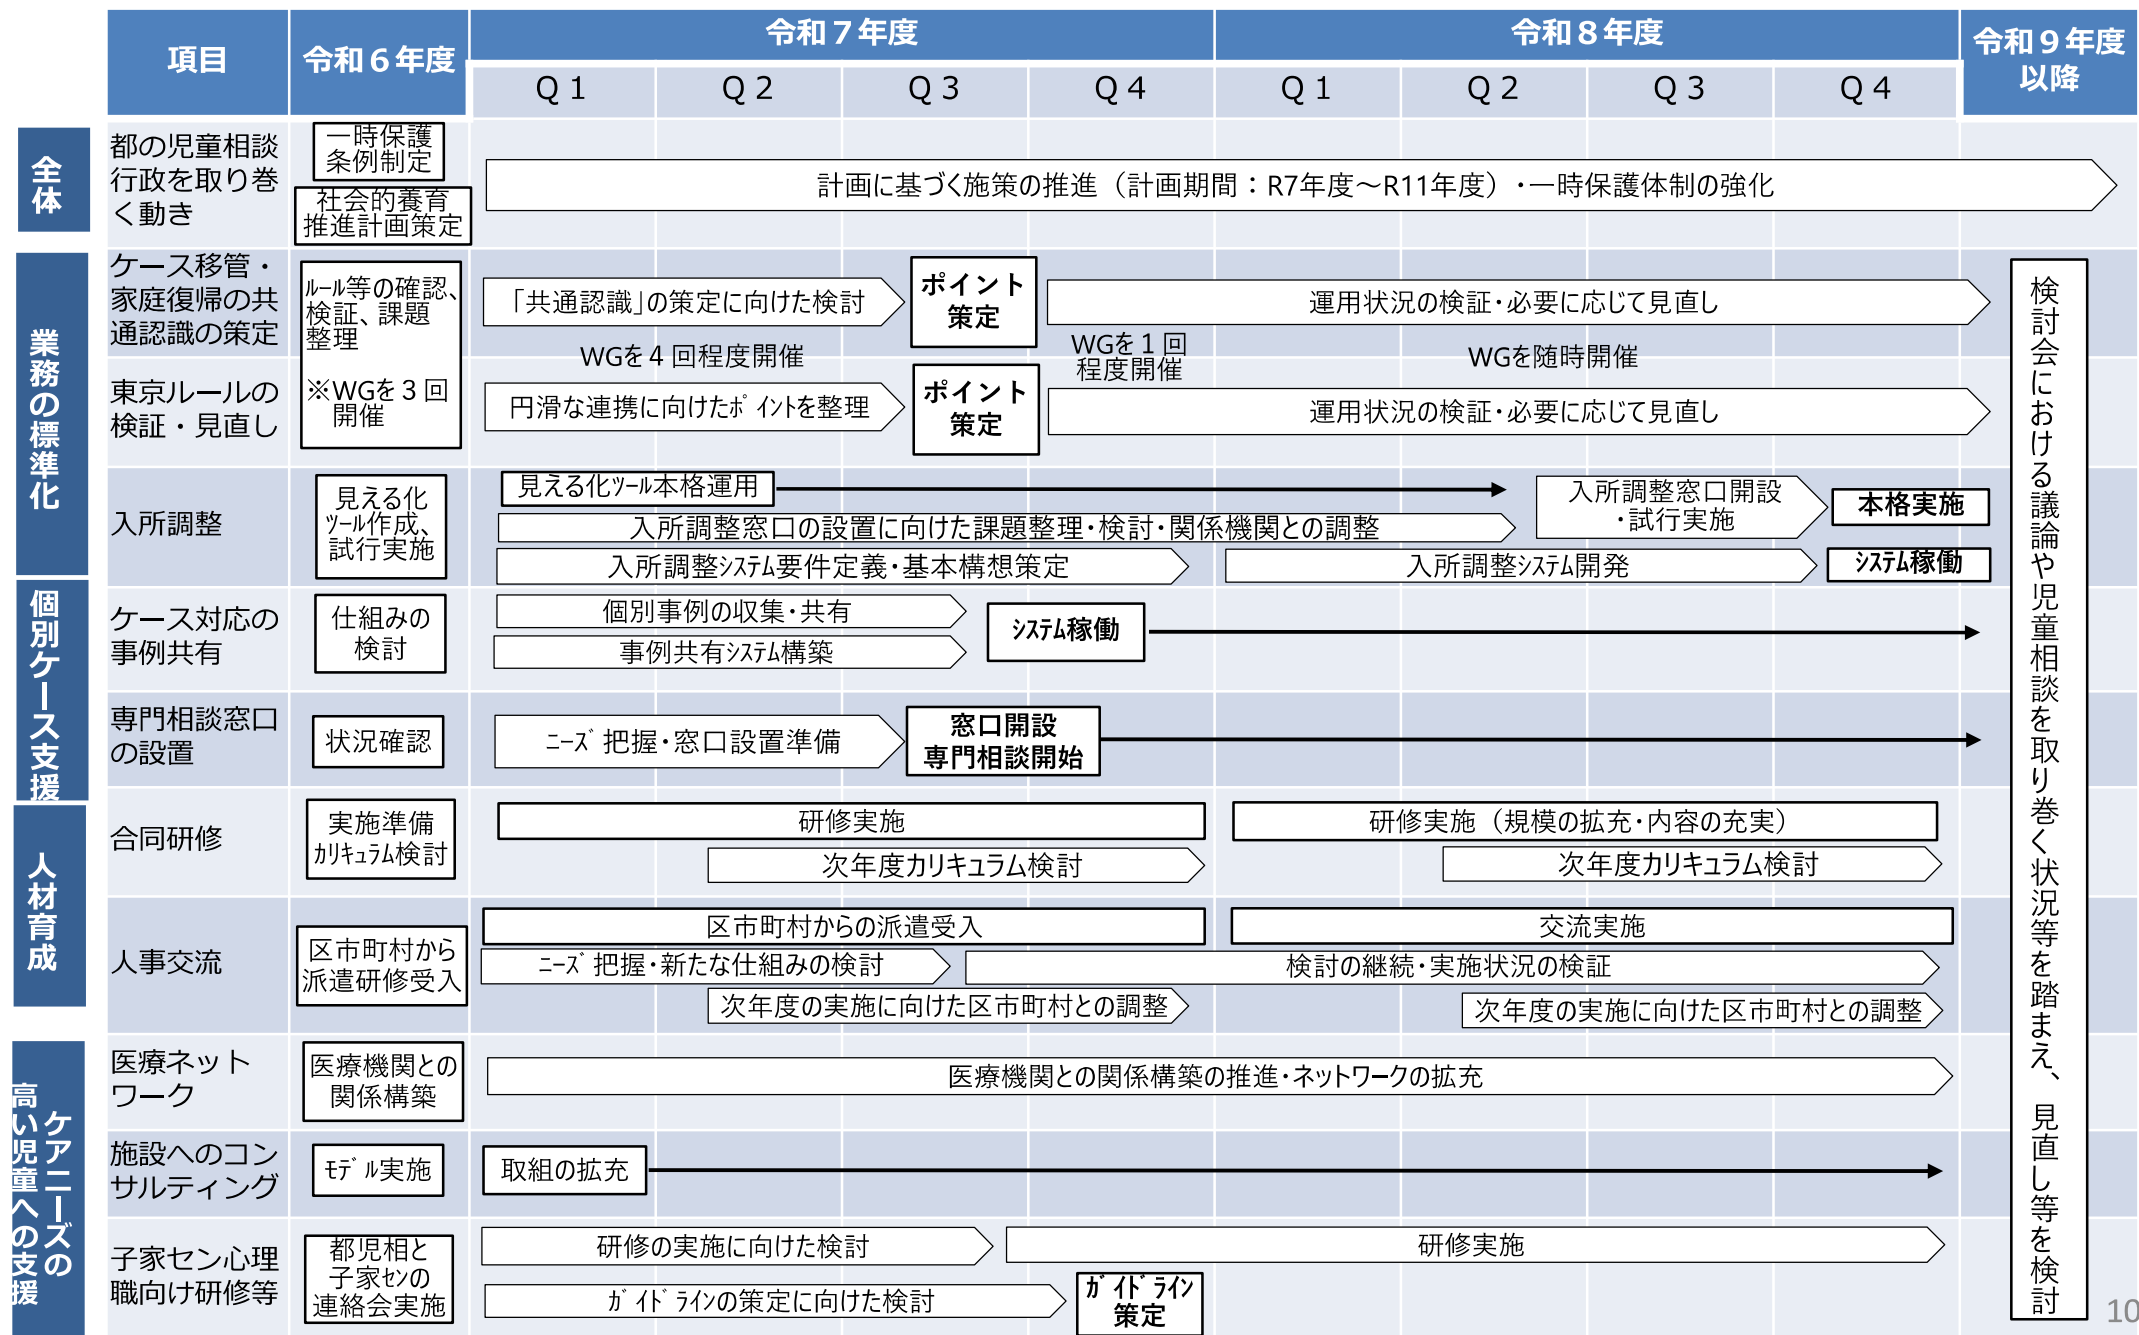 項目
令和６年度
令和７年度
令和８年度
令和９年度
以降
Ｑ１
Ｑ２
Ｑ３
Ｑ４
Ｑ１
Ｑ２
Ｑ３
Ｑ４
全体
都の児童相談
行政を取り巻
く動き
一時保護
条例制定
社会的養育
推進計画策定
計画に基づく施策の推進（計画期間：R7年度～R11年度）・一時保護体制の強化
業務の標準化
ケース移管・
家庭復帰の共
通認識の策定
ﾙｰﾙ等の確認、
検証、課題
整理
※WGを３回
開催
「共通認識」の策定に向けた検討
ポイント
策定
運用状況の検証・必要に応じて見直し
WGを４回程度開催
WGを１回
程度開催
WGを随時開催
東京ルールの
検証・見直し
円滑な連携に向けたﾎﾟｲﾝﾄを整理
ポイント
策定
運用状況の検証・必要に応じて見直し
入所調整
見える化
ﾂｰﾙ作成、
試行実施
見える化ﾂｰﾙ本格運用
入所調整窓口の設置に向けた課題整理・検討・関係機関との調整
入所調整窓口開設
・試行実施
本格実施
入所調整ｼｽﾃﾑ要件定義・基本構想策定
入所調整ｼｽﾃﾑ開発
ｼｽﾃﾑ稼働
個別ケース支援
ケース対応の
事例共有
仕組みの
検討
個別事例の収集・共有
事例共有ｼｽﾃﾑ構築
ｼｽﾃﾑ稼働
専門相談窓口
の設置
状況確認
ﾆｰｽﾞ把握・窓口設置準備
窓口開設
専門相談開始
人材育成
合同研修
実施準備
ｶﾘｷｭﾗﾑ検討
研修実施
研修実施（規模の拡充・内容の充実）
次年度カリキュラム検討
次年度カリキュラム検討
人事交流
区市町村から
派遣研修受入
区市町村からの派遣受入
交流実施
ﾆｰｽﾞ把握・新たな仕組みの検討
検討の継続・実施状況の検証
次年度の実施に向けた区市町村との調整
次年度の実施に向けた区市町村との調整
ケアニーズの
高い児童への支援
医療ネット
ワーク
医療機関との
関係構築
医療機関との関係構築の推進・ネットワークの拡充
施設へのコン
サルティング
ﾓﾃﾞﾙ実施
取組の拡充
子家セン心理
職向け研修等
都児相と
子家ｾﾝの
連絡会実施
研修の実施に向けた検討
研修実施
ｶﾞｲﾄﾞﾗｲﾝの策定に向けた検討
ｶﾞｲﾄﾞﾗｲﾝ
策定
検討会における議論や児童相談を取り巻く状況等を踏まえ、見直し等を検討
10